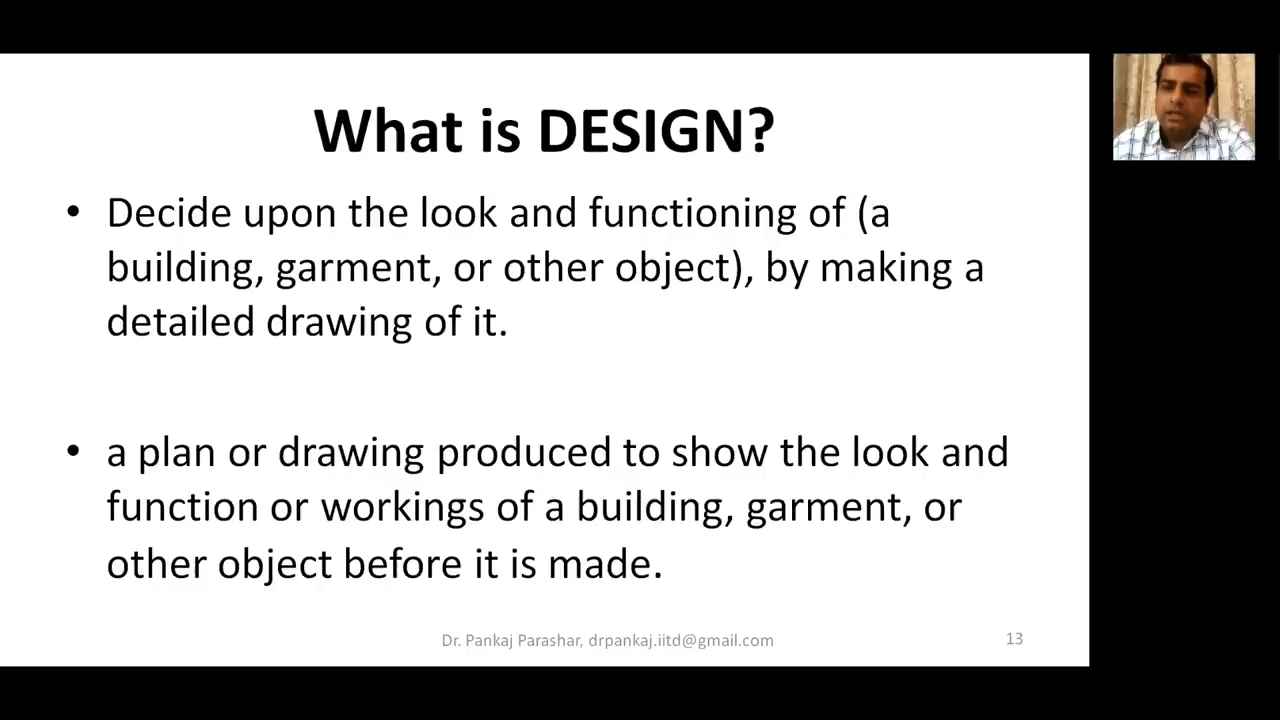 What is DESIGN?
• Decide upon the look and functioning of (a
building, garment, or other object), by making a
detailed drawing of it.
• a plan or drawing produced to show the look and
function or workings of a building, garment, or
other object before it is made.
Dr. Pankaj Parashar, drpankaj.iitd@gmail.com
13